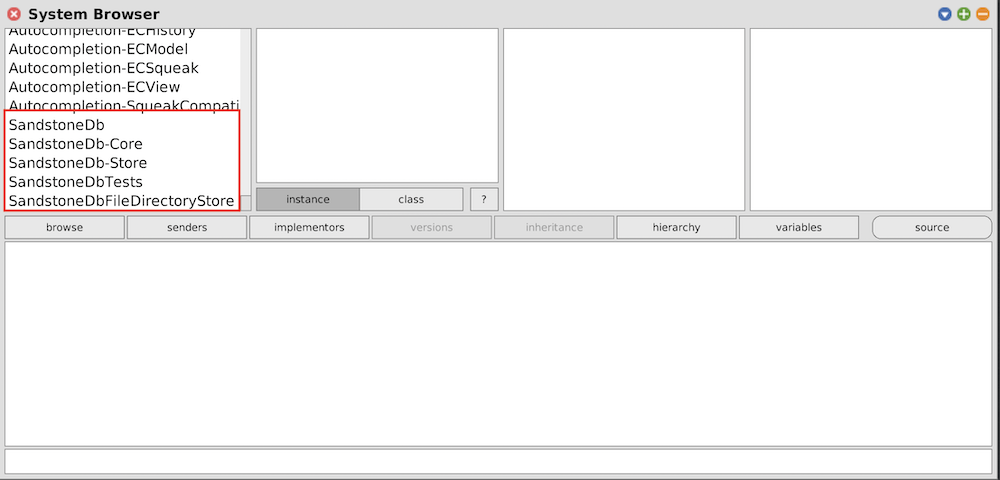 System Browser
Autocompletion-ECHistory
Autocompletion-ECModel
Autocompletion-ECSqueak
Autocompletion-ECView
Autocompletion-SqueakCompati
SandstoneDb
SandstoneDb-Core
SandstoneDb-Store
SandstoneDbTests
SandstoneDbFileDirectoryStore
instance class ?
browse senders implementors versions inheritance hierarchy variables source